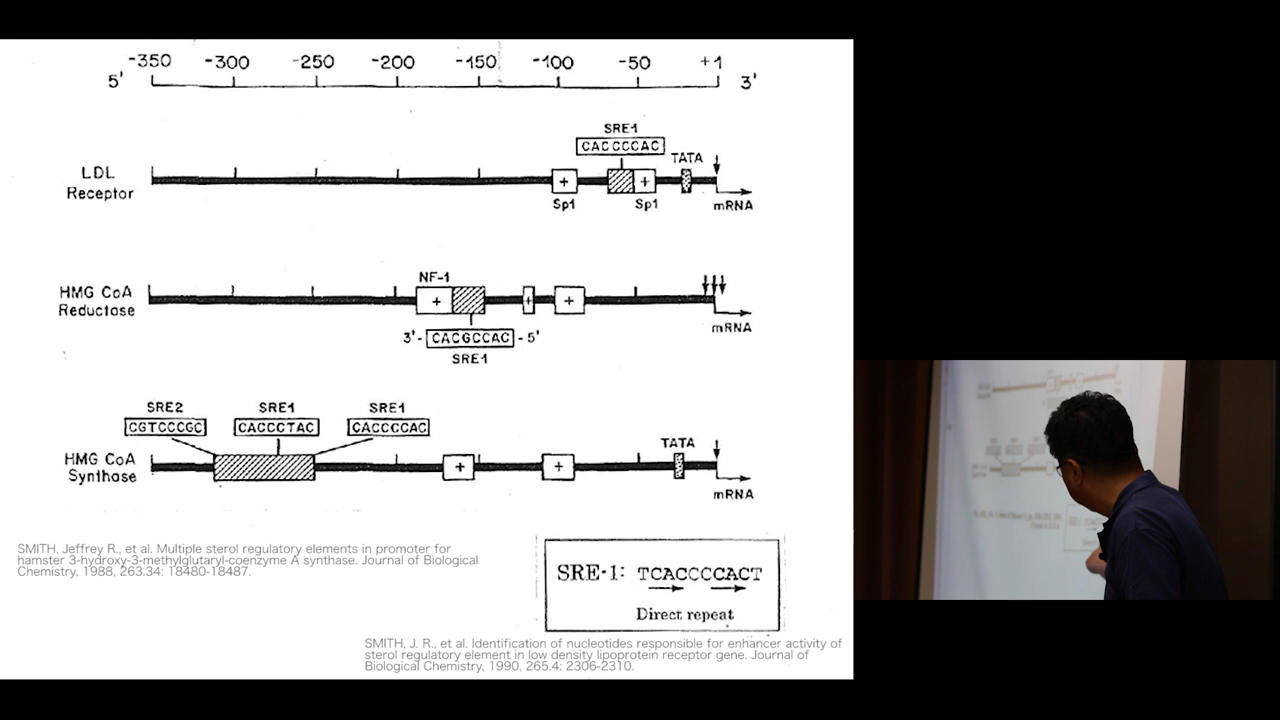 -350 -300 -250 -200 -150 -100 -50 +1
5' 3'
SRE1
CACCCCAC
TATA
LDL
Receptor
+ +
Sp1 Sp1
mRNA
NF-1
HMG CoA
Reductase
+ + +
mRNA
3'- CACGCCAC -5'
SRE1
SRE2 SRE1 SRE1
CGTCCCGC CACCCTAC CACCCCAC
TATA
HMG CoA
Synthase
+ +
mRNA
SMITH, Jeffrey R., et al. Multiple sterol regulatory elements in promoter for
hamster 3-hydroxy-3-methylglutaryl-coenzyme A synthase. Journal of Biological
Chemistry, 1988, 263.34: 18480-18487.
SRE-1: TCACCCCACT
Direct repeat
SMITH, J. R., et al. Identification of nucleotides responsible for enhancer activity of
sterol regulatory element in low density lipoprotein receptor gene. Journal of
Biological Chemistry, 1990, 265.4: 2306-2310.